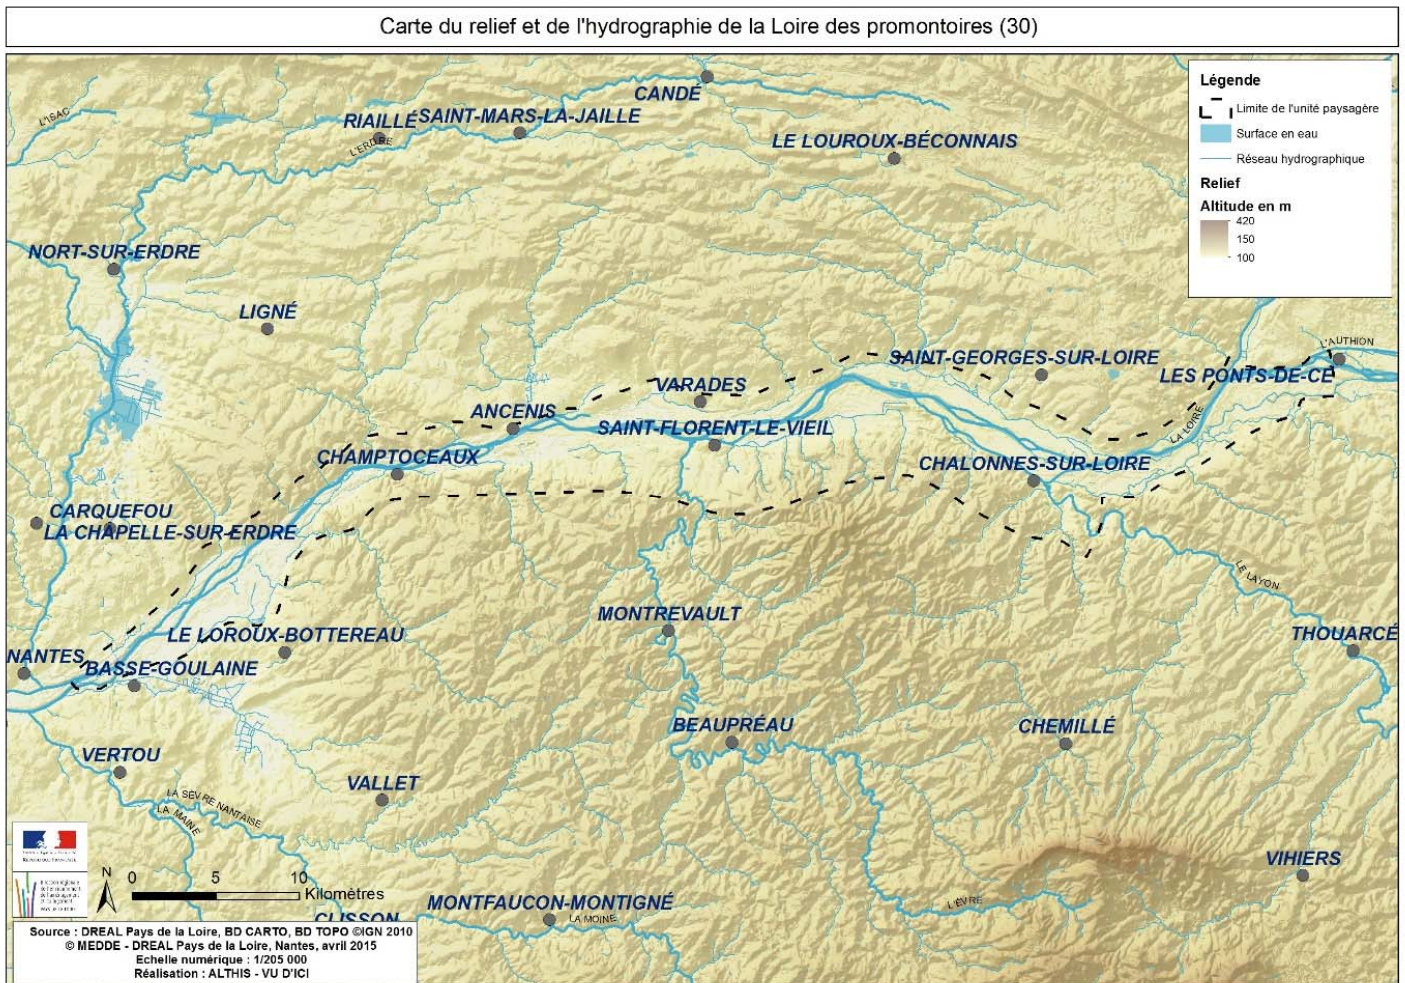 Carte du relief et de l'hydrographie de la Loire des promontoires (30)
Légende
Limite de l'unité paysagère
Surface en eau
Réseau hydrographique
Relief
Altitude en m
420
150
100
CANDÉ
L'ISAC
RIAILLÉ
SAINT-MARS-LA-JAILLE
L'ERDRE
LE LOUROUX-BÉCONNAIS
NORT-SUR-ERDRE
LIGNÉ
L'AUTHION
SAINT-GEORGES-SUR-LOIRE
LES PONTS-DE-CE
VARADES
ANCENIS
SAINT-FLORENT-LE-VIEIL
LA LOIRE
CHAMPTOCEAUX
CHALONNES-SUR-LOIRE
CARQUEFOU
LA CHAPELLE-SUR-ERDRE
LE LAYON
MONTREVAULT
LE LOROUX-BOTTEREAU
THOUARCÉ
NANTES
BASSE-GOULAINE
BEAUPRÉAU
CHEMILLÉ
VERTOU
VALLET
LA SÈVRE NANTAISE
LA MAINE
VIHIERS
N
0 5 10
Kilomètres
L'ÈVRE
MONTFAUCON-MONTIGNÉ
LA MOINE
CLISSON
Source : DREAL Pays de la Loire, BD CARTO, BD TOPO ©IGN 2010
© MEDDE - DREAL Pays de la Loire, Nantes, avril 2015
Echelle numérique : 1/205 000
Réalisation : ALTHIS - VU D'ICI